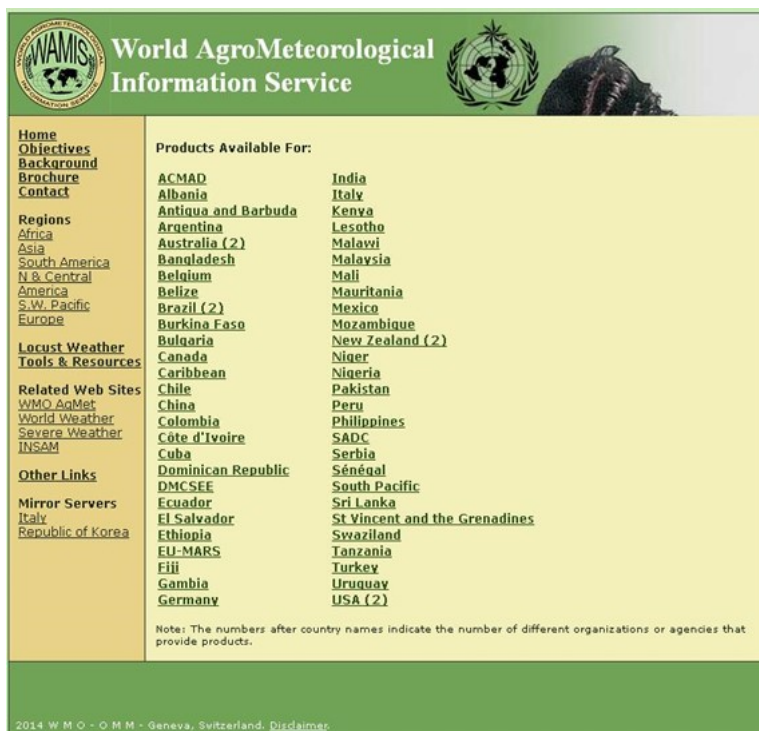 WORLD AGROMETEOROLOGICAL
WAMIS
INFORMATION SERVICE
World AgroMeteorological
Information Service
Home
Objectives
Background
Brochure
Contact
Regions
Africa
Asia
South America
N & Central
America
S.W. Pacific
Europe
Locust Weather
Tools & Resources
Related Web Sites
WMO AgMet
World Weather
Severe Weather
INSAM
Other Links
Mirror Servers
Italy
Republic of Korea
Products Available For:
ACMAD
Albania
Antigua and Barbuda
Argentina
Australia (2)
Bangladesh
Belgium
Belize
Brazil (2)
Burkina Faso
Bulgaria
Canada
Caribbean
Chile
China
Colombia
Côte d'Ivoire
Cuba
Dominican Republic
DMCSEE
Ecuador
El Salvador
Ethiopia
EU-MARS
Fiji
Gambia
Germany
India
Italy
Kenya
Lesotho
Malawi
Malaysia
Mali
Mauritania
Mexico
Mozambique
New Zealand (2)
Niger
Nigeria
Pakistan
Peru
Philippines
SADC
Serbia
Sénégal
South Pacific
Sri Lanka
St Vincent and the Grenadines
Swaziland
Tanzania
Turkey
Uruguay
USA (2)
Note: The numbers after country names indicate the number of different organizations or agencies that
provide products.
2014 W M O - O M M - Geneva, Switzerland. Disclaimer.